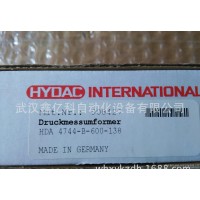 HYDAC INTERNATIONAL
武汉鑫亿科自动化设备有限公司
Druckmessumformer
HDA 4744-B-600-138
MADE IN GERMANY